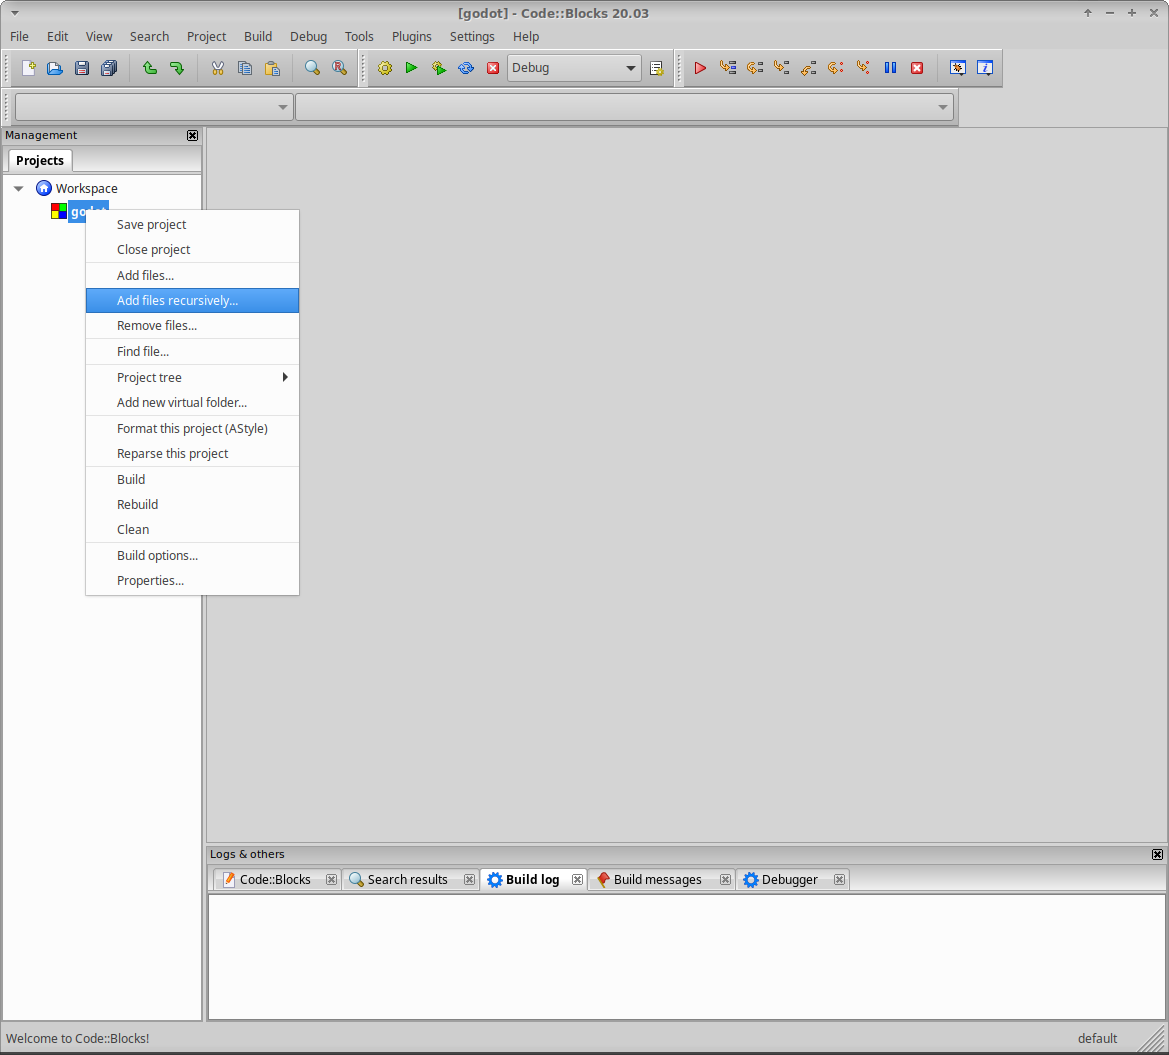 [godot] - Code::Blocks 20.03
File Edit View Search Project Build Debug Tools Plugins Settings Help
Debug
Management
Projects
Workspace
godot
Save project
Close project
Add files...
Add files recursively...
Remove files...
Find file...
Project tree
Add new virtual folder...
Format this project (AStyle)
Reparse this project
Build
Rebuild
Clean
Build options...
Properties...
Logs & others
Code::Blocks Search results Build log Build messages Debugger
Welcome to Code::Blocks! default